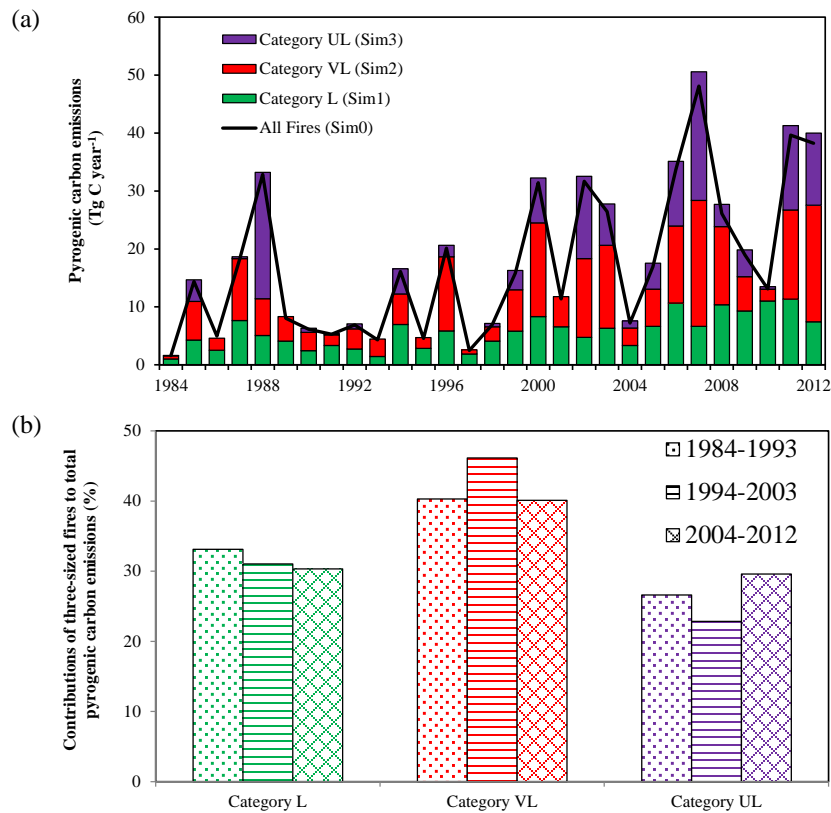 (a)
Pyrogenic carbon emissions
(Tg C year-1)
60
50
40
30
20
10
0
Category UL (Sim3)
Category VL (Sim2)
Category L (Sim1)
All Fires (Sim0)
1984
1988
1992
1996
2000
2004
2008
2012
(b)
Contributions of three-sized fires to total
pyrogenic carbon emissions (%)
50
40
30
20
10
0
1984-1993
1994-2003
2004-2012
Category L
Category VL
Category UL